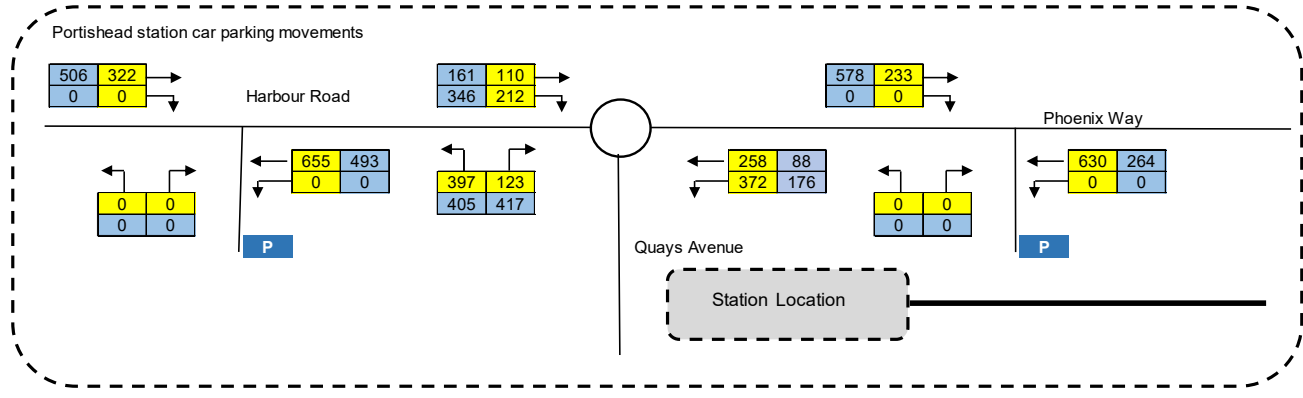 Portishead station car parking movements
506 322
0 0
Harbour Road
161 110
346 212
578 233
0 0
Phoenix Way
655 493
0 0
397 123
405 417
258 88
372 176
630 264
0 0
0 0
0 0
0 0
0 0
P
Quays Avenue
P
Station Location